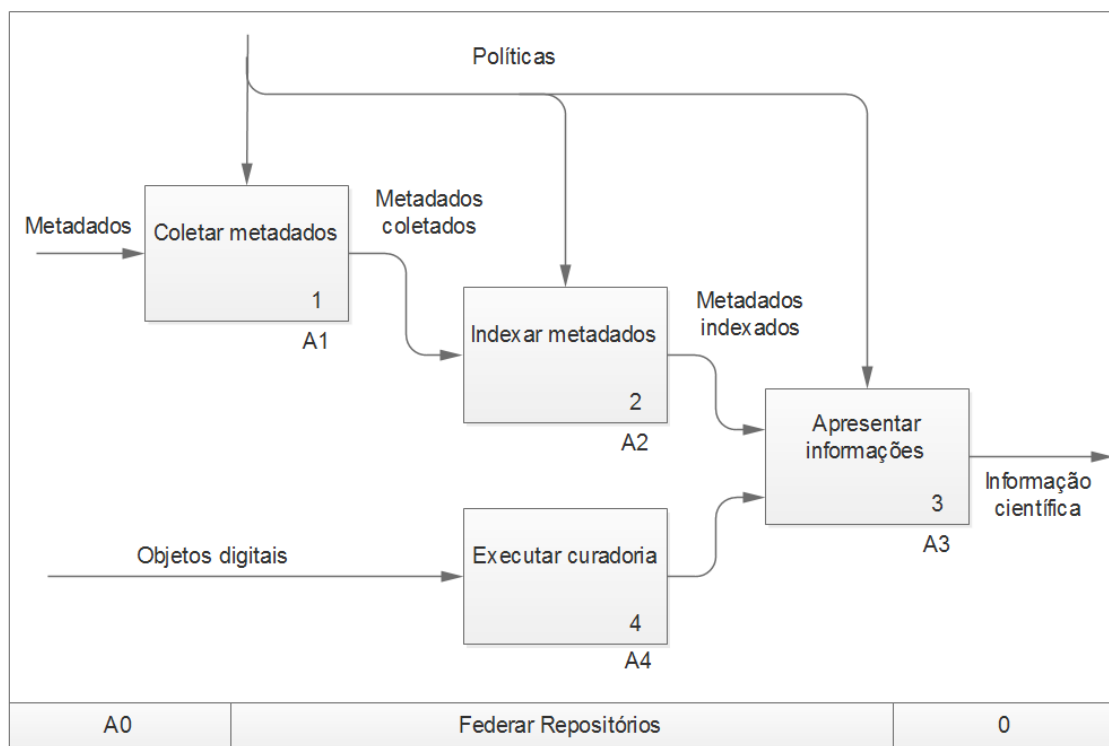 Políticas
Metadados
Coletar metadados
1
A1
Metadados
coletados
Indexar metadados
2
A2
Metadados
indexados
Apresentar
informações
3
A3
Informação
científica
Objetos digitais
Executar curadoria
4
A4
A0
Federar Repositórios
0